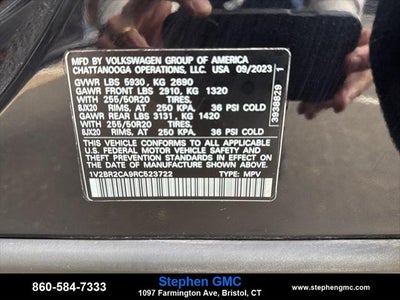 MFD. BY VOLKSWAGEN GROUP OF AMERICA
CHATTANOOGA OPERATIONS, LLC. USA 09/2023
GVWR LBS 5930, KG 2690
GAWR FRONT LBS 2910, KG 1320
WITH 255/50R20 TIRES,
8JX20 RIMS, AT 250 KPA, 36 PSI COLD
GAWR REAR LBS 3131, KG 1420
WITH 255/50R20 TIRES,
8JX20 RIMS, AT 250 KPA, 36 PSI COLD
THIS VEHICLE CONFORMS TO ALL APPLICABLE
U.S. FEDERAL MOTOR VEHICLE SAFETY
STANDARDS IN EFFECT ON THE
DATE OF MANUFACTURE SHOWN ABOVE
1V2BR2CA9RC523722 TYPE: MPV
3938829 1
860-584-7333
Stephen GMC
1097 Farmington Ave, Bristol, CT
www.stephengmc.com